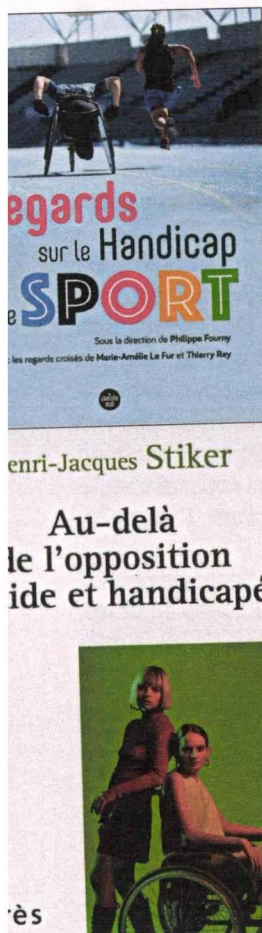 egards
sur le Handicap
e SPORT
Sous la direction de Philippe Fourny
les regards croisés de Marie-Amélie Le Fur et Thierry Rey
enri-Jacques Stiker
Au-delà
de l'opposition
ide et handicapé
rès